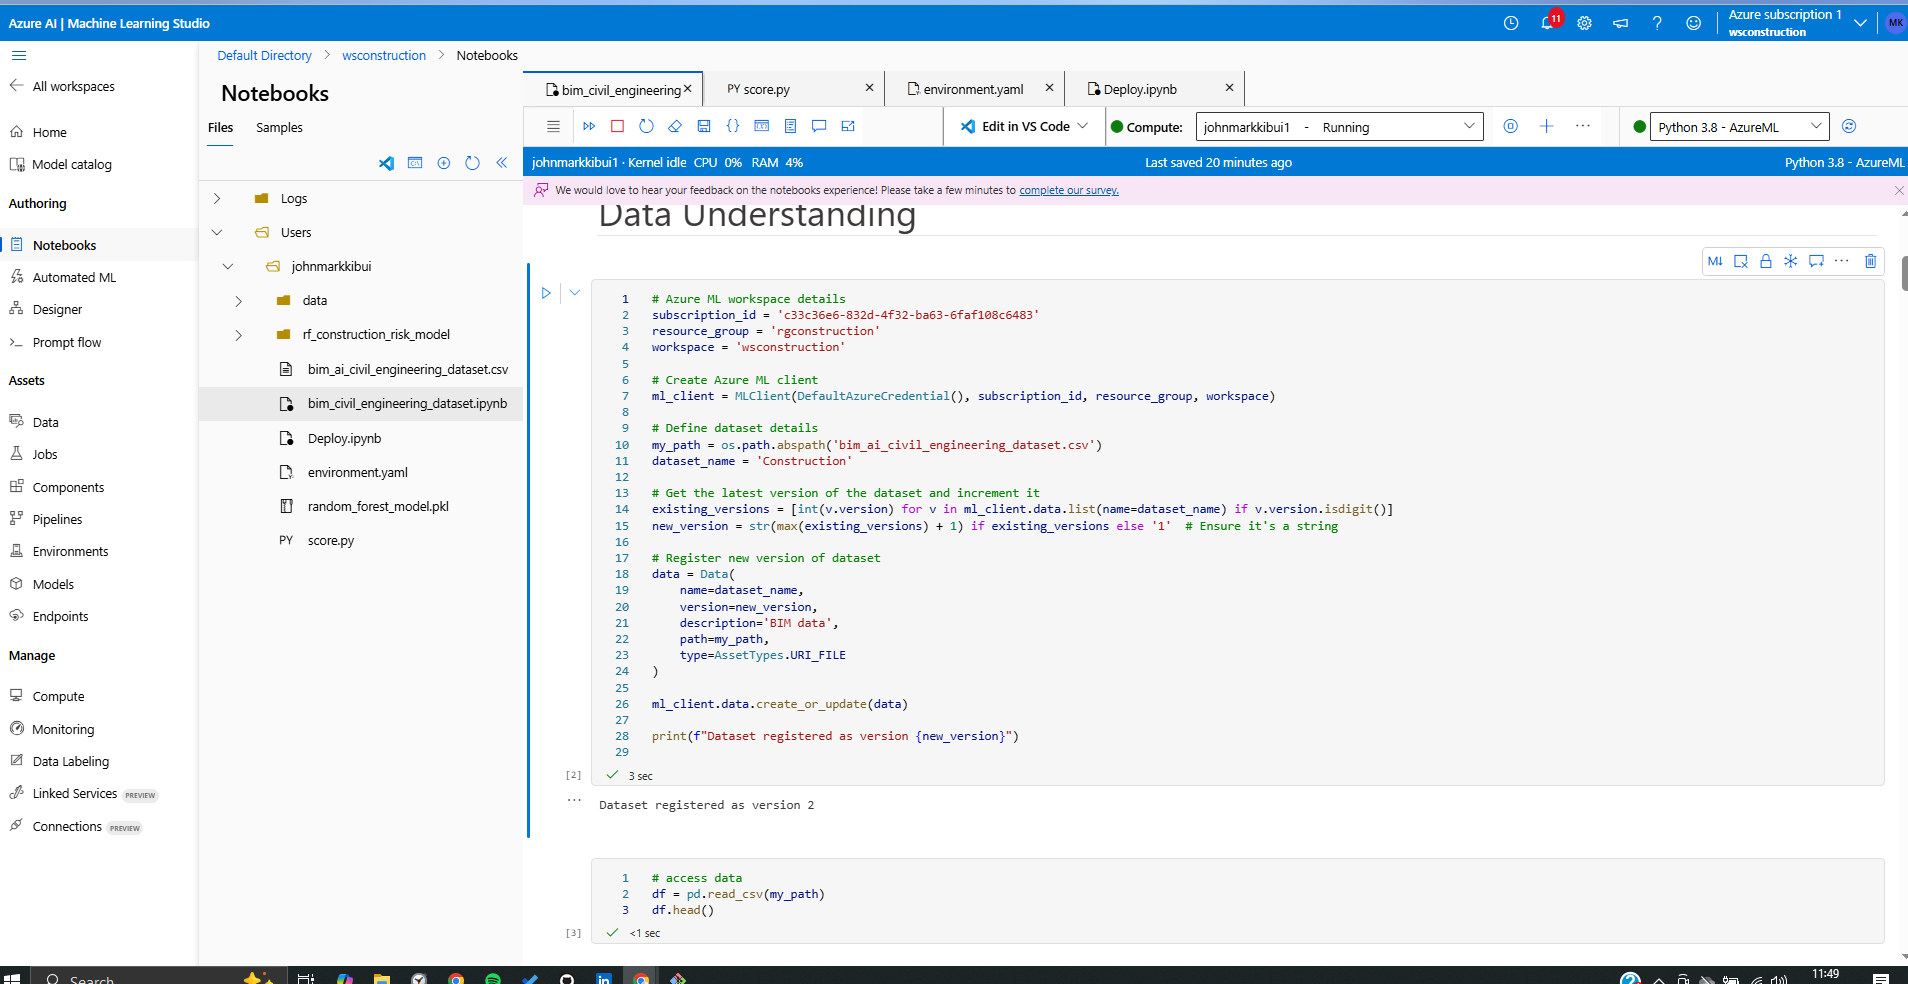 Azure AI | Machine Learning Studio
11
Azure subscription 1
wsconstruction
MK
All workspaces
Home
Model catalog
Authoring
Notebooks
Automated ML
Designer
Prompt flow
Assets
Data
Jobs
Components
Pipelines
Environments
Models
Endpoints
Manage
Compute
Monitoring
Data Labeling
Linked Services PREVIEW
Connections PREVIEW
Default Directory > wsconstruction > Notebooks
Notebooks
Files Samples
Logs
Users
johnmarkkibui
data
rf_construction_risk_model
bim_ai_civil_engineering_dataset.csv
bim_civil_engineering_dataset.ipynb
Deploy.ipynb
environment.yaml
random_forest_model.pkl
PY score.py
bim_civil_engineering
PY score.py
environment.yaml
Deploy.ipynb
Edit in VS Code
Compute: johnmarkkibui1 - Running
Python 3.8 - AzureML
johnmarkkibui1 · Kernel idle CPU 0% RAM 4%
Last saved 20 minutes ago
Python 3.8 - AzureML
We would love to hear your feedback on the notebooks experience! Please take a few minutes to complete our survey.
Data Understanding
M↓
1 # Azure ML workspace details
2 subscription_id = 'c33c36e6-832d-4f32-ba63-6faf108c6483'
3 resource_group = 'rgconstruction'
4 workspace = 'wsconstruction'
5
6 # Create Azure ML client
7 ml_client = MLClient(DefaultAzureCredential(), subscription_id, resource_group, workspace)
8
9 # Define dataset details
10 my_path = os.path.abspath('bim_ai_civil_engineering_dataset.csv')
11 dataset_name = 'Construction'
12
13 # Get the latest version of the dataset and increment it
14 existing_versions = [int(v.version) for v in ml_client.data.list(name=dataset_name) if v.version.isdigit()]
15 new_version = str(max(existing_versions) + 1) if existing_versions else '1'  # Ensure it's a string
16
17 # Register new version of dataset
18 data = Data(
19     name=dataset_name,
20     version=new_version,
21     description='BIM data',
22     path=my_path,
23     type=AssetTypes.URI_FILE
24 )
25
26 ml_client.data.create_or_update(data)
27
28 print(f"Dataset registered as version {new_version}")
29
[2] 3 sec
Dataset registered as version 2
1 # access data
2 df = pd.read_csv(my_path)
3 df.head()
[3] <1 sec
Search
11:49